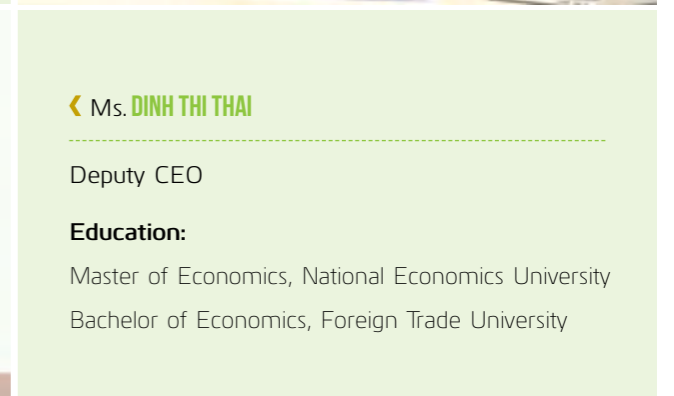 Ms. DINH THI THAI
Deputy CEO
Education:
Master of Economics, National Economics University
Bachelor of Economics, Foreign Trade University